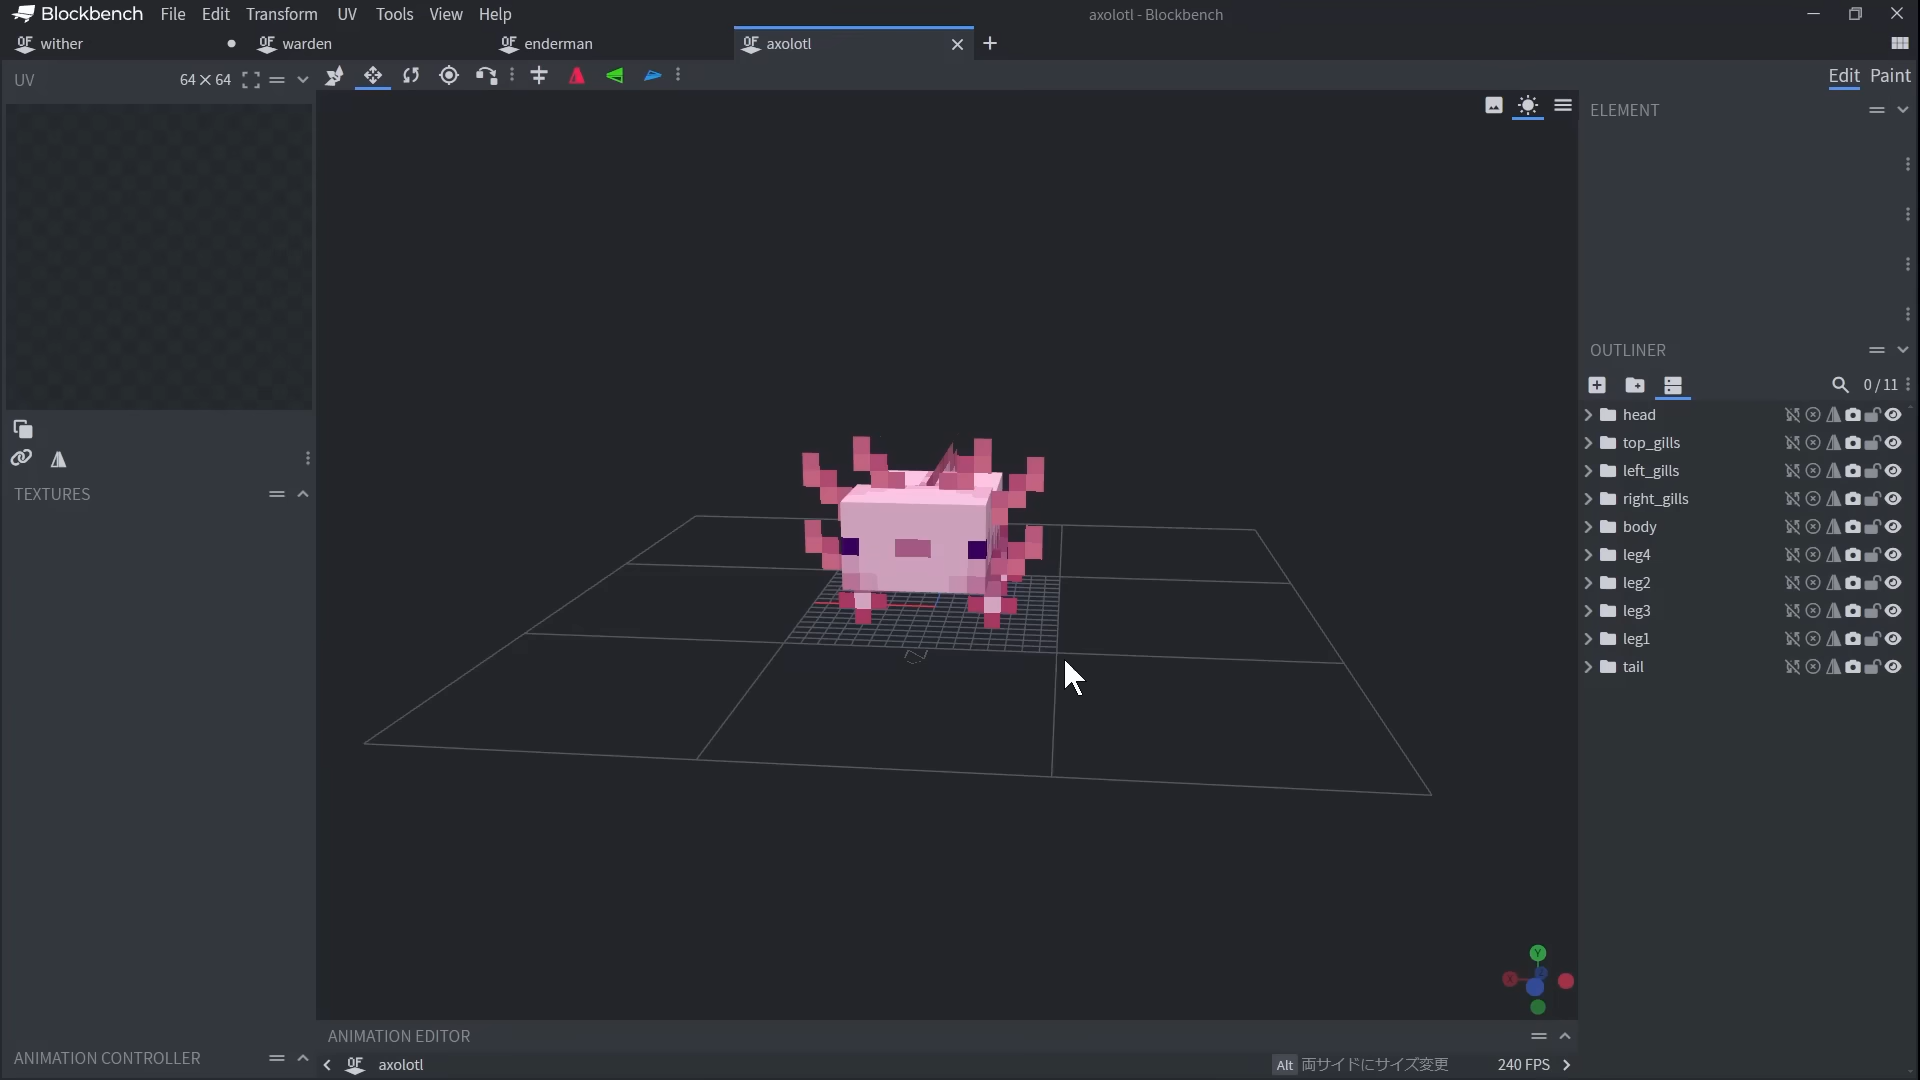 Blockbench File Edit Transform UV Tools View Help axolotl - Blockbench
wither warden enderman axolotl
UV 64×64
Edit Paint
ELEMENT
OUTLINER
0 / 11
head
top_gills
left_gills
right_gills
body
leg4
leg2
leg3
leg1
tail
TEXTURES
Y
X
ANIMATION EDITOR
ANIMATION CONTROLLER
axolotl
Alt 両サイドにサイズ変更 240 FPS